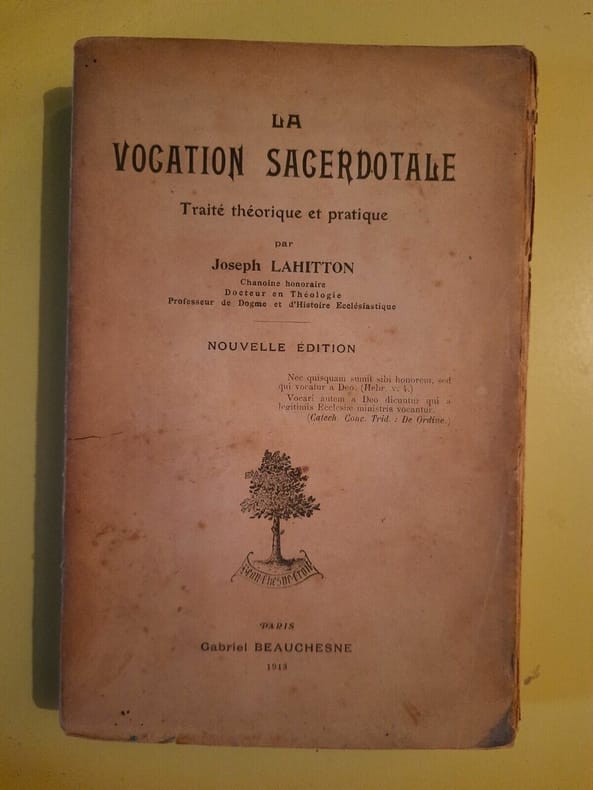 LA
VOCATION SACERDOTALE
Traité théorique et pratique
par
Joseph LAHITTON
Chanoine honoraire
Docteur en Théologie
Professeur de Dogme et d'Histoire Ecclésiastique
NOUVELLE ÉDITION
Nec quisquam sumit sibi honorem, sed
qui vocatur a Deo. (Hebr. v. 4.)
Vocari autem a Deo dicuntur qui a
legitimis Ecclesiæ ministris vocantur.
(Catech. Conc. Trid. : De Ordine.)
PARIS
Gabriel BEAUCHESNE
1913